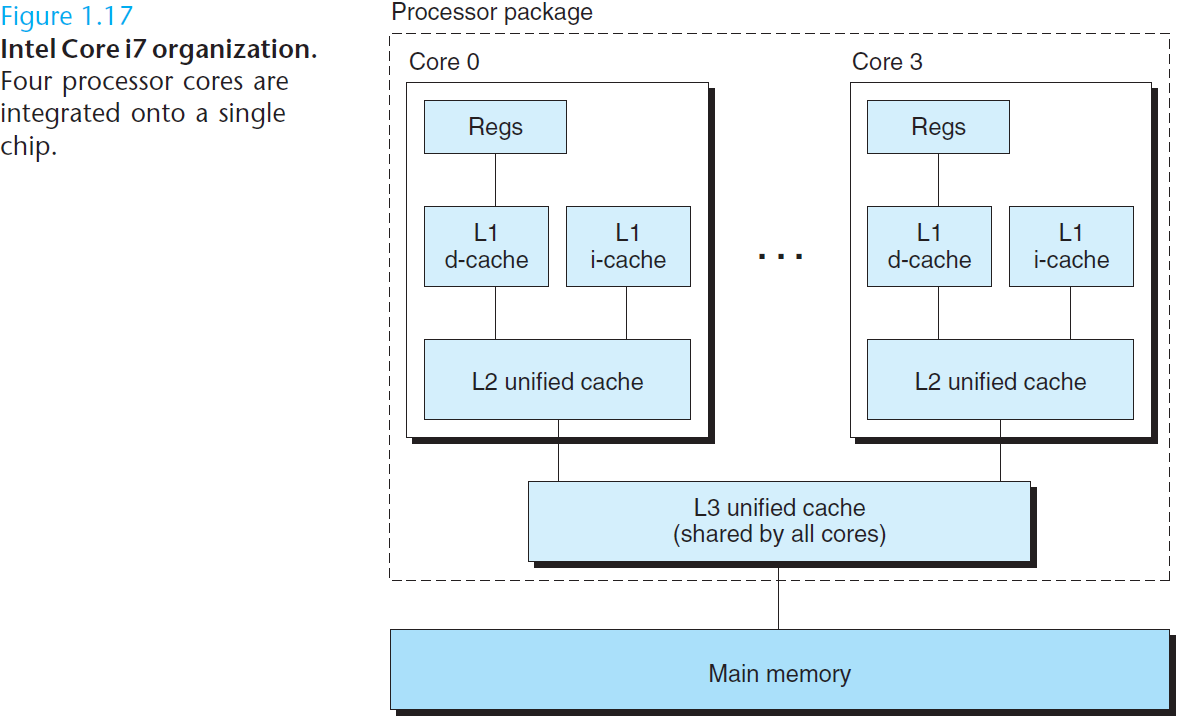 Figure 1.17
Intel Core i7 organization.
Four processor cores are
integrated onto a single
chip.
Processor package
Core 0
Regs
L1
d-cache
L1
i-cache
L2 unified cache
. . .
Core 3
Regs
L1
d-cache
L1
i-cache
L2 unified cache
L3 unified cache
(shared by all cores)
Main memory